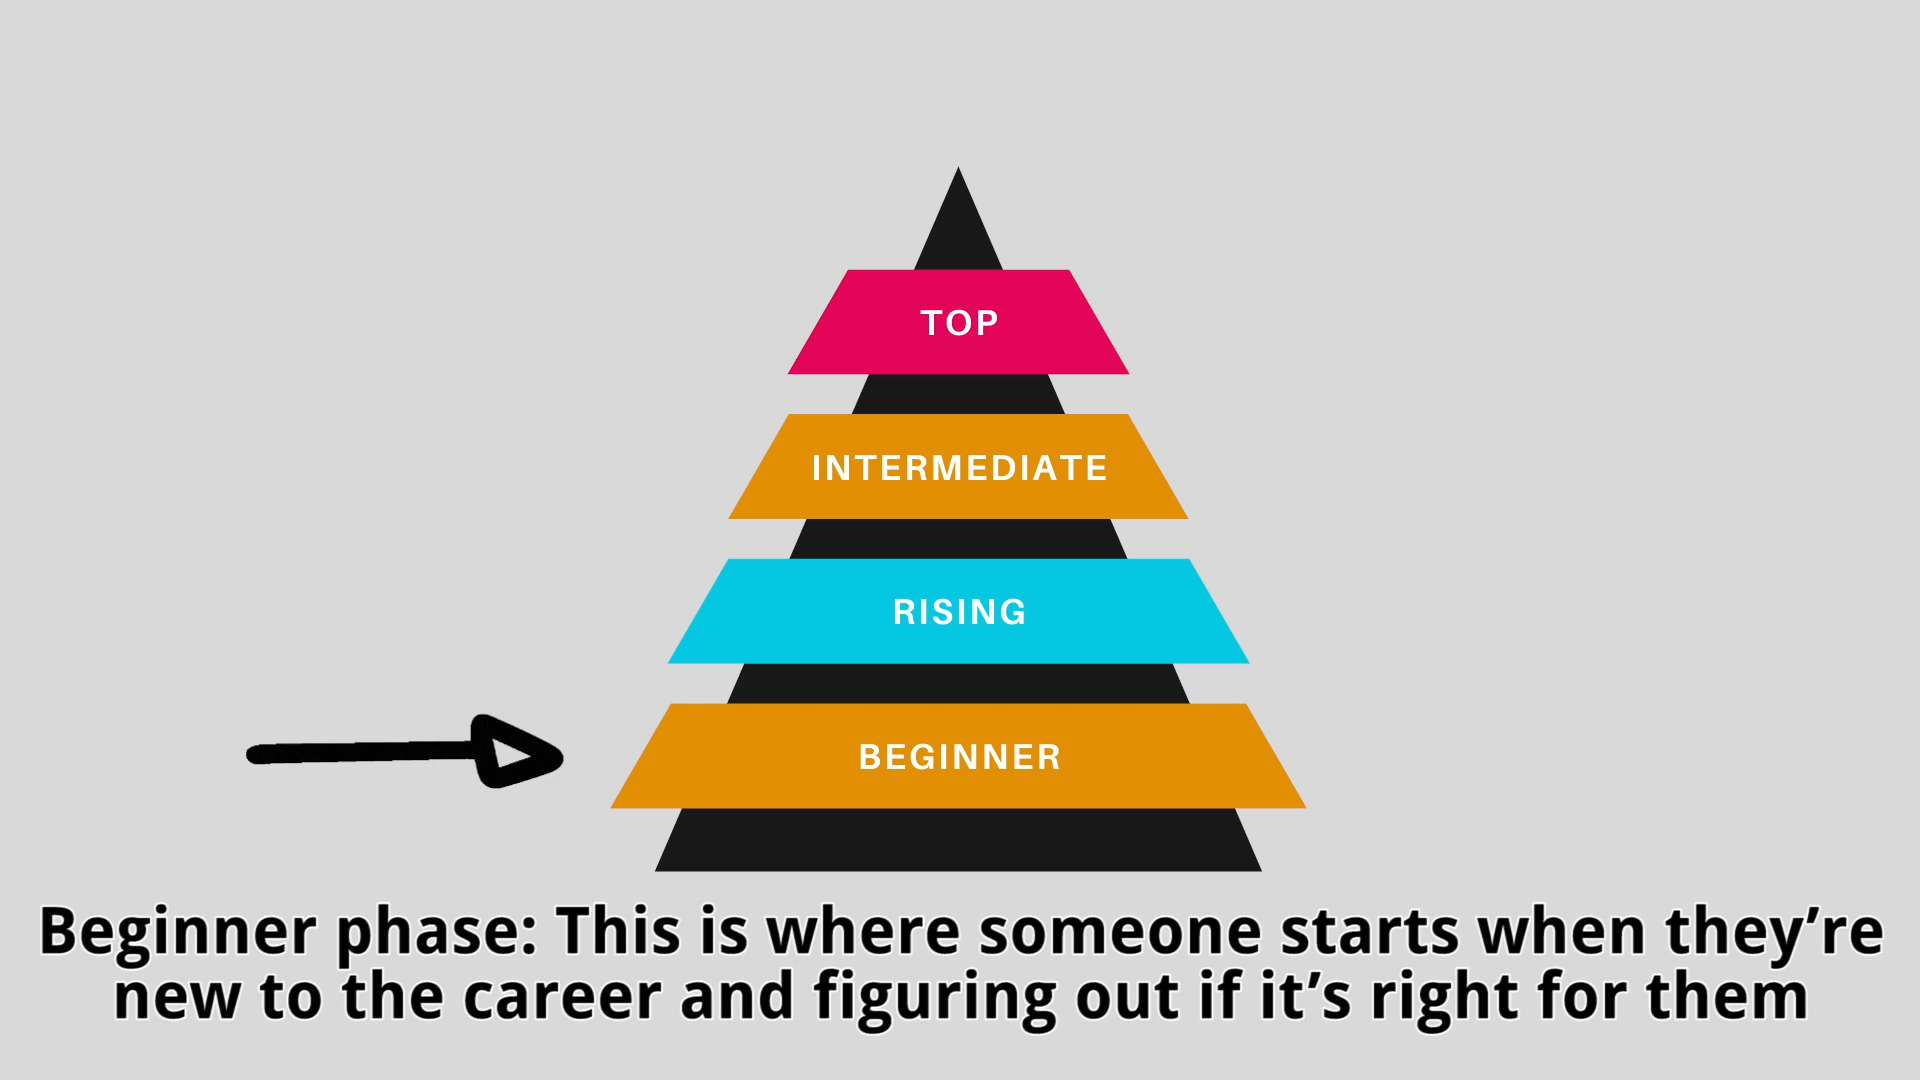 TOP
INTERMEDIATE
RISING
BEGINNER
Beginner phase: This is where someone starts when they’re
new to the career and figuring out if it’s right for them